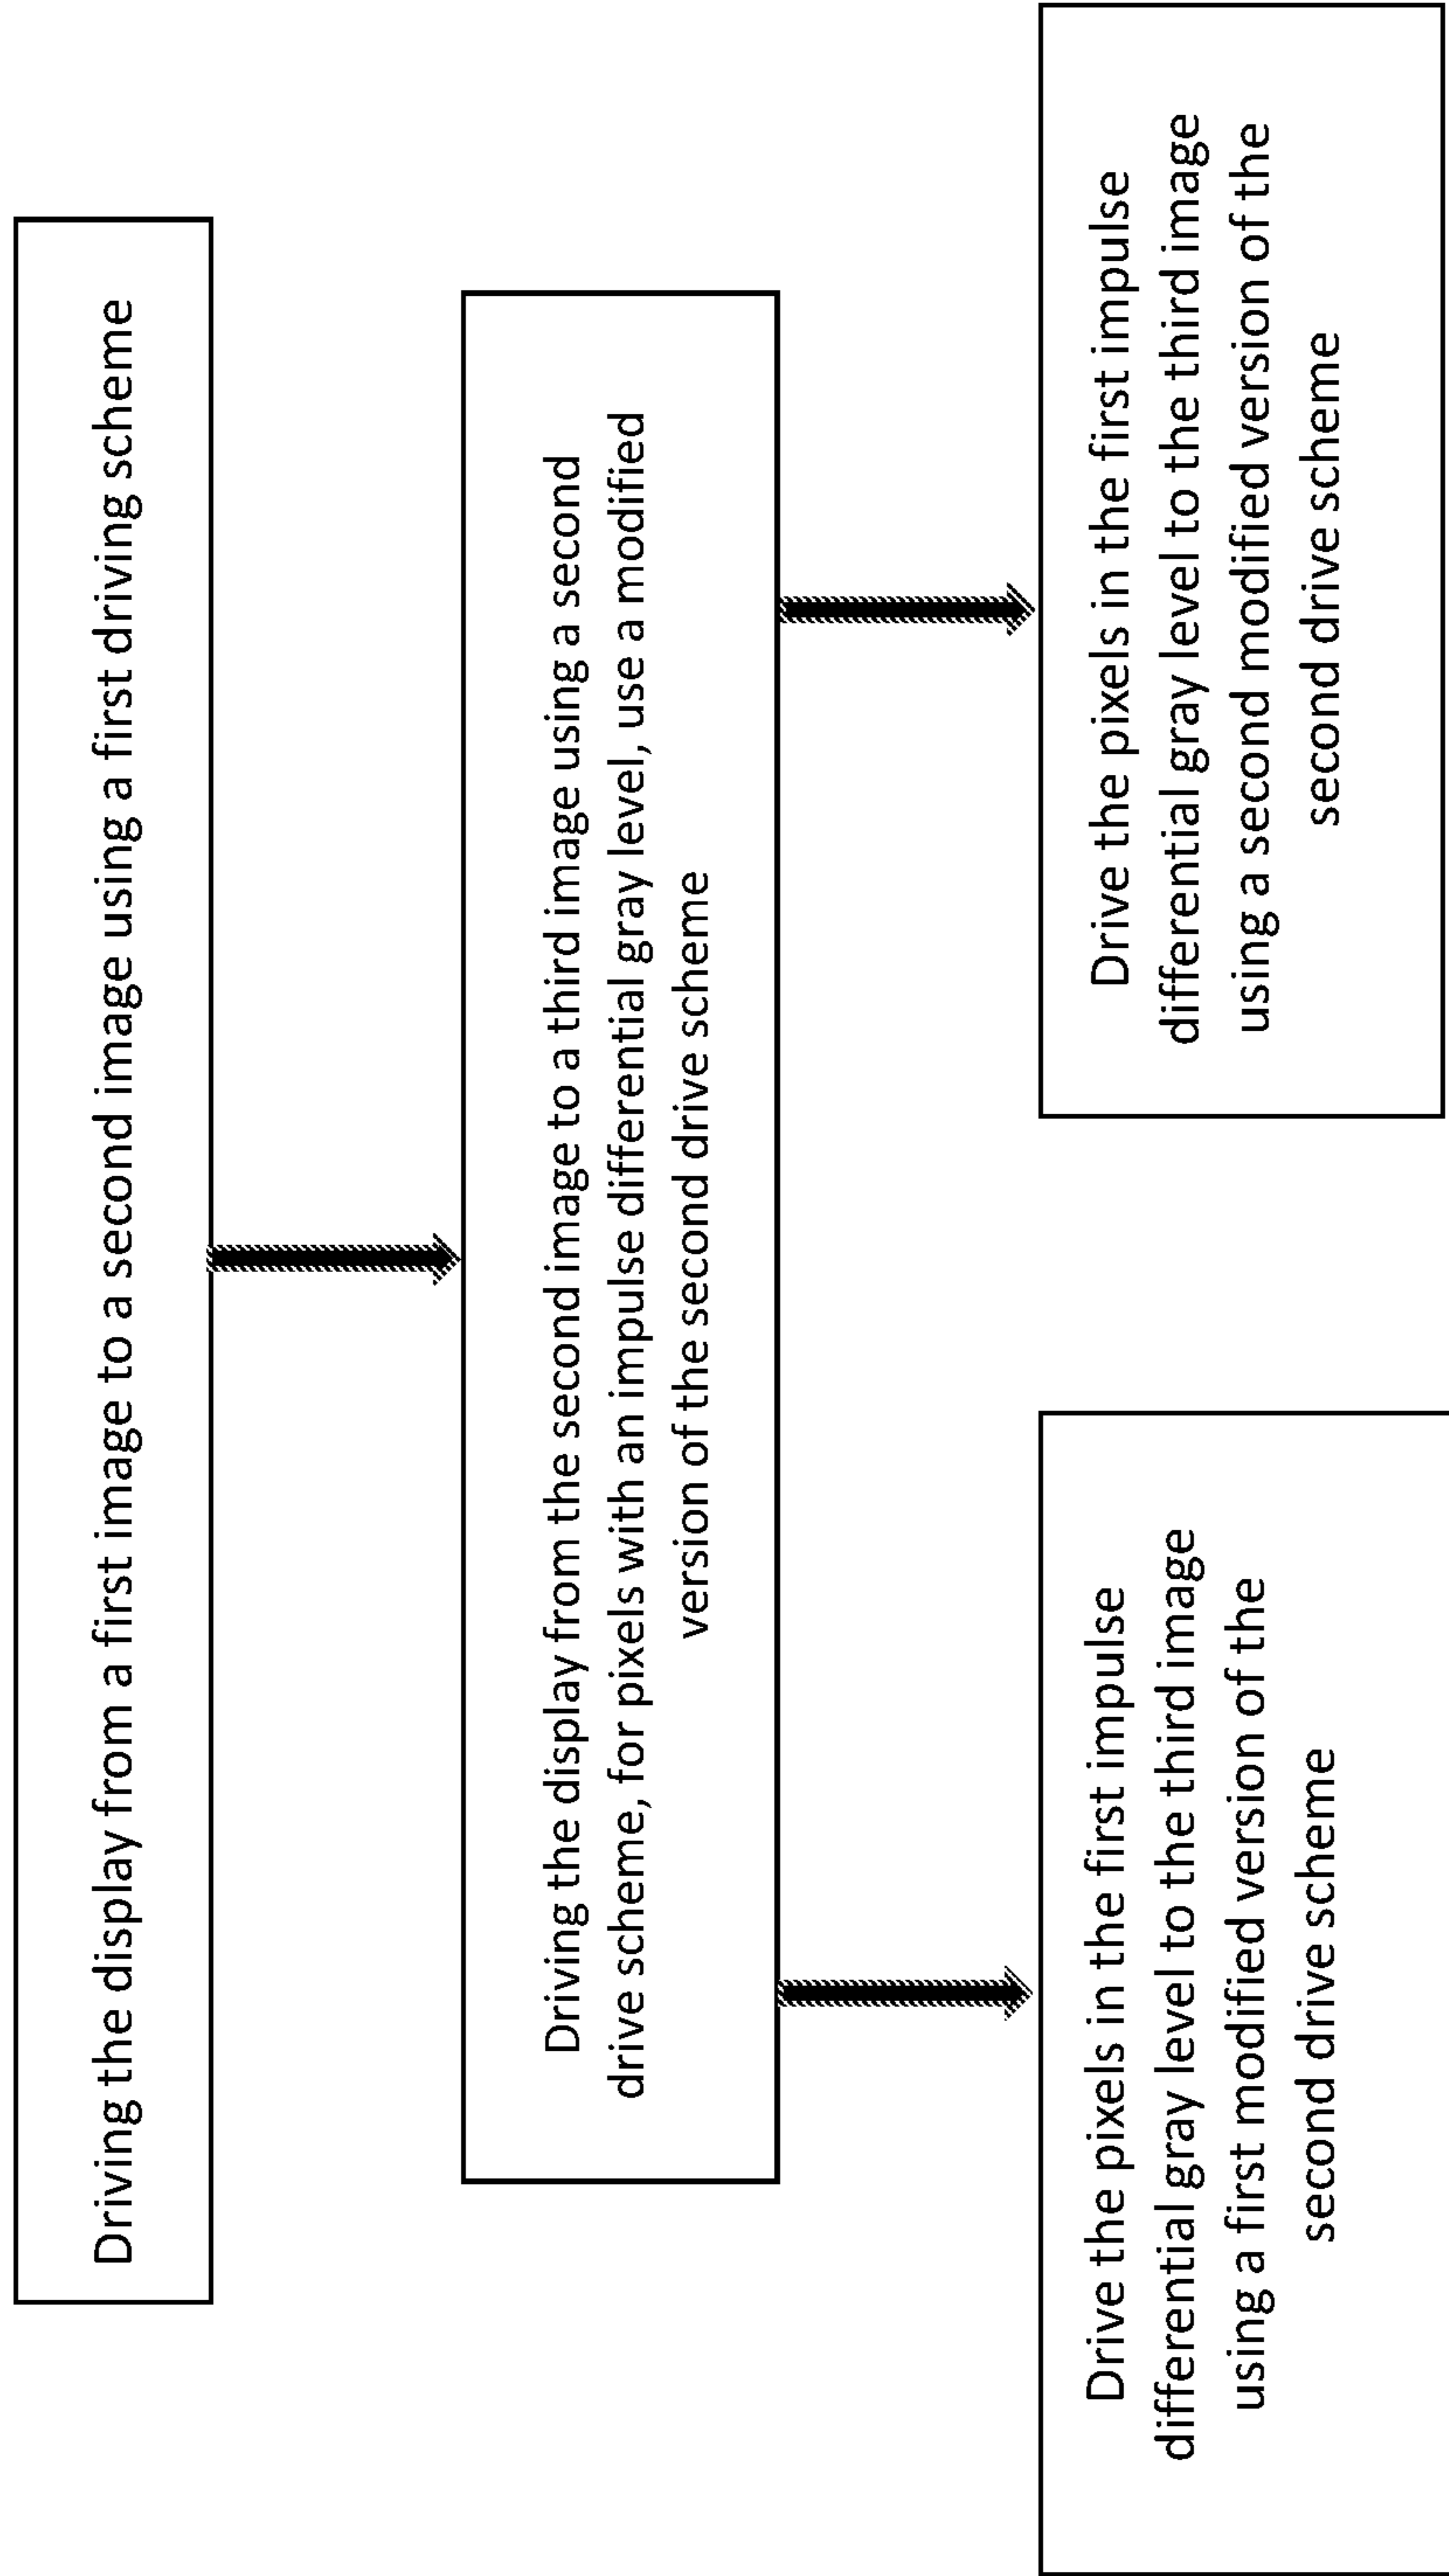 Driving the display from a first image to a second image using a first driving scheme
Driving the display from the second image to a third image using a second
drive scheme, for pixels with an impulse differential gray level, use a modified
version of the second drive scheme
Drive the pixels in the first impulse
differential gray level to the third image
using a first modified version of the
second drive scheme
Drive the pixels in the first impulse
differential gray level to the third image
using a second modified version of the
second drive scheme